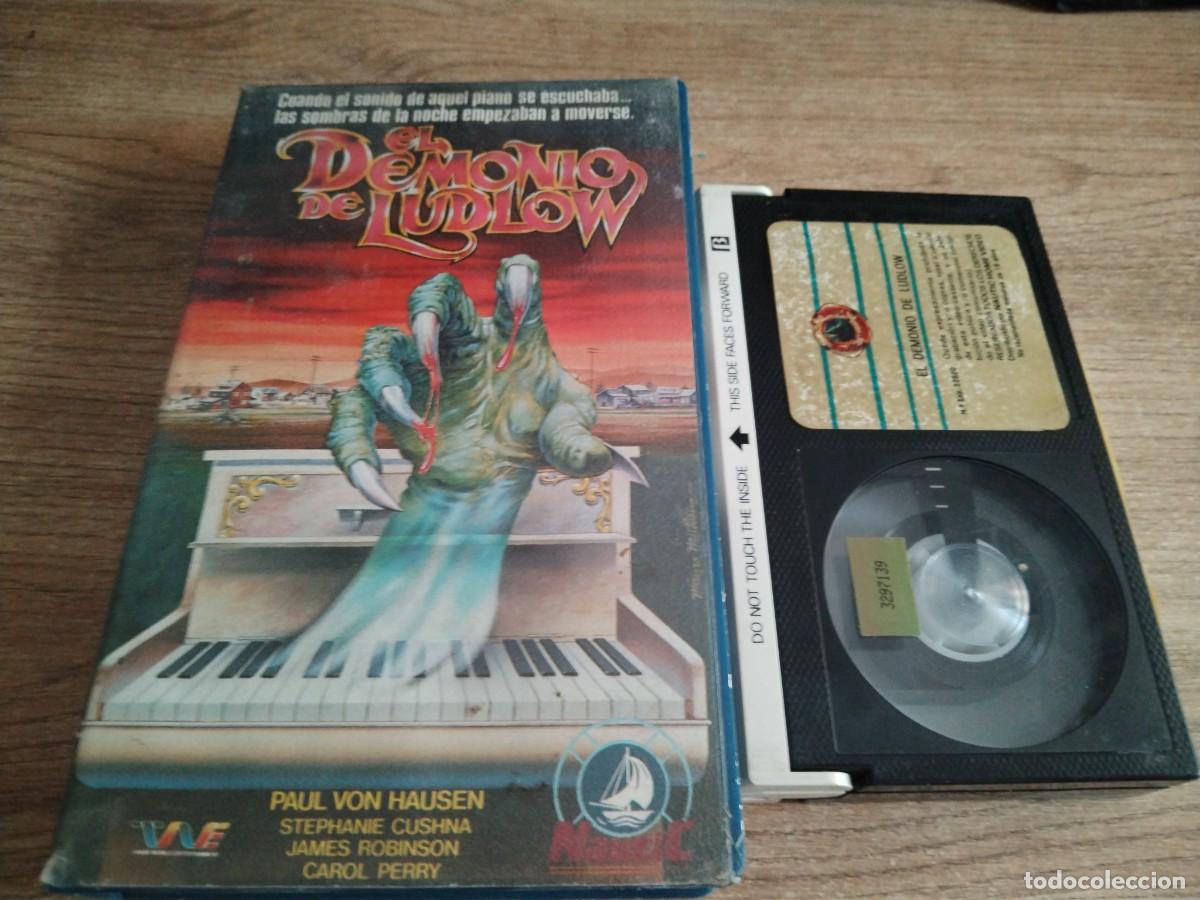 Cuando el sonido de aquel piano se escuchaba...
las sombras de la noche empezaban a moverse.
EL
DEMONIO
DE LUDLOW
PAUL VON HAUSEN
STEPHANIE CUSHNA
JAMES ROBINSON
CAROL PERRY
TWE
DO NOT TOUCH THE INSIDE
THIS SIDE FACES FORWARD
β
EL DEMONIO DE LUDLOW
3297139
todocoleccion